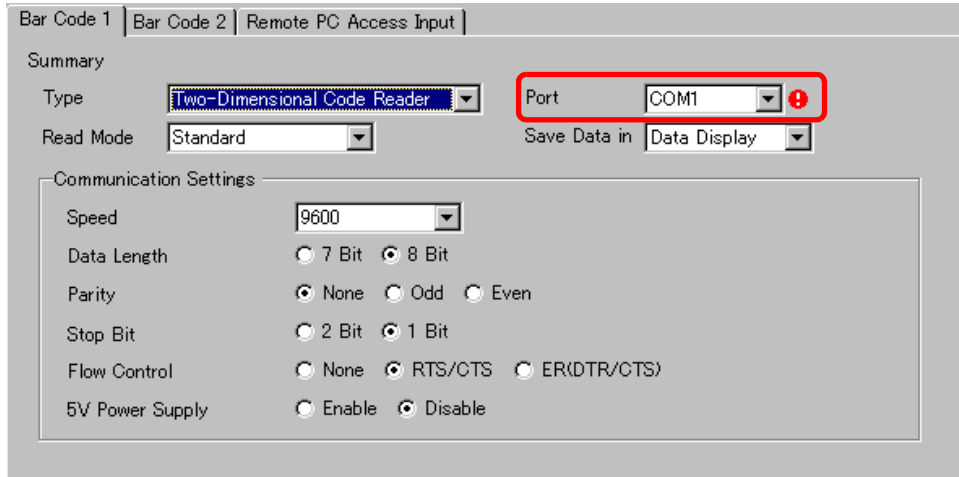 Bar Code 1 Bar Code 2 Remote PC Access Input
Summary
Type Two-Dimensional Code Reader Port COM1
Read Mode Standard Save Data in Data Display
Communication Settings
Speed 9600
Data Length 7 Bit 8 Bit
Parity None Odd Even
Stop Bit 2 Bit 1 Bit
Flow Control None RTS/CTS ER(DTR/CTS)
5V Power Supply Enable Disable